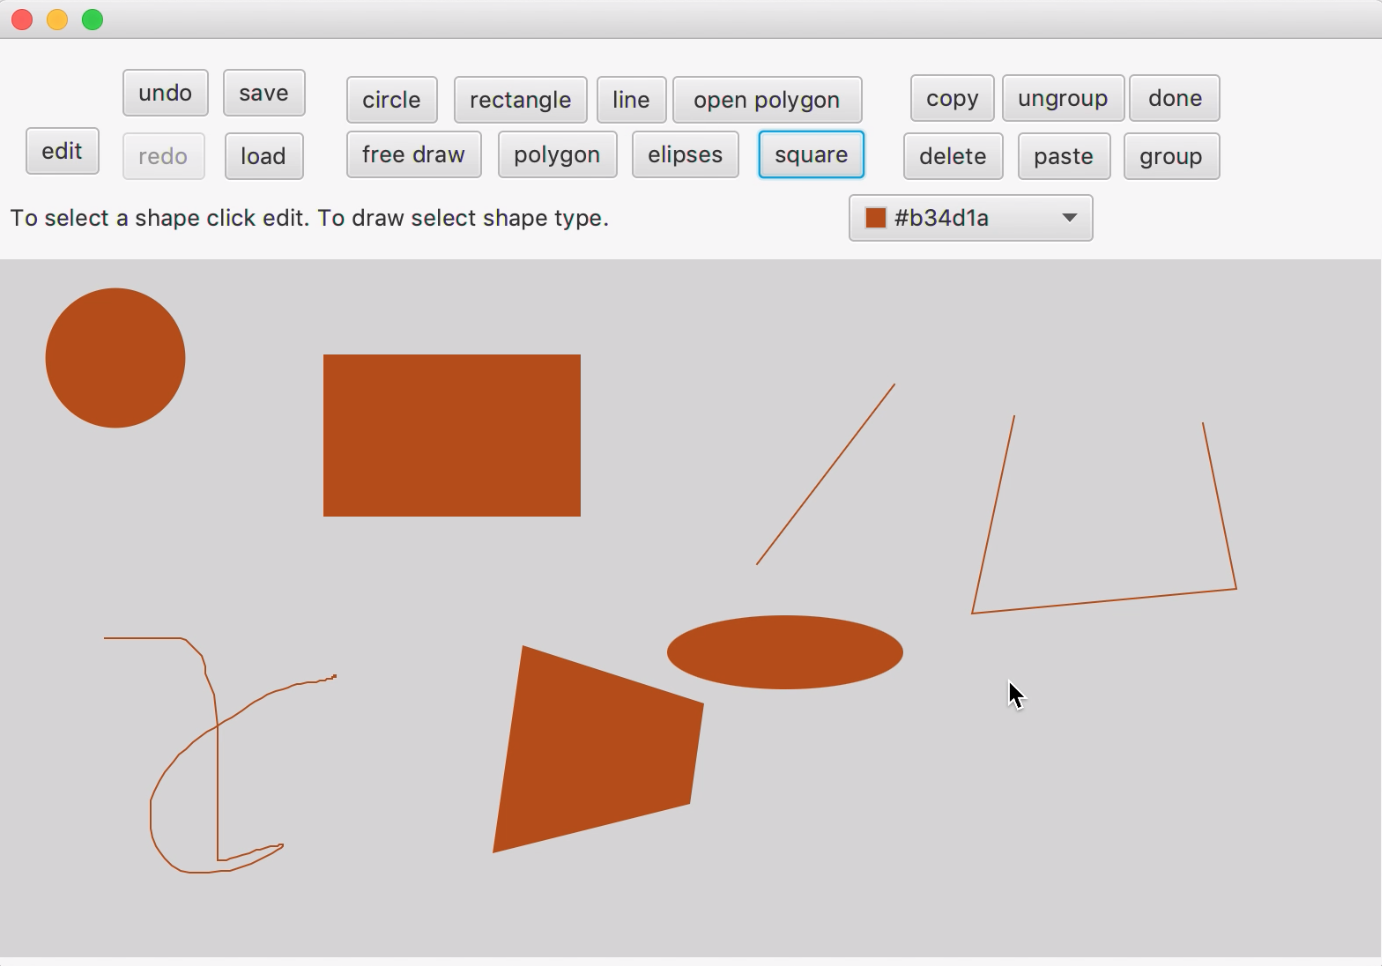 undo save circle rectangle line open polygon copy ungroup done
edit redo load free draw polygon elipses square delete paste group
To select a shape click edit. To draw select shape type. #b34d1a